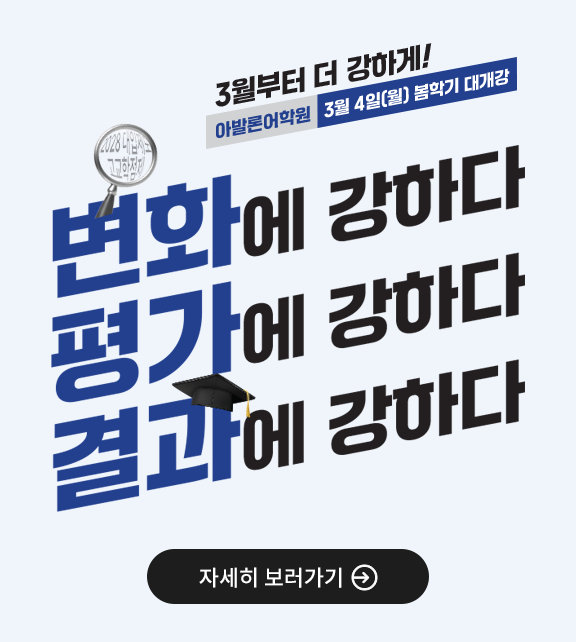 3월부터 더 강하게!
아발론어학원 3월 4일(월) 봄학기 대개강
2028 대입제도
고교학점제
변화에 강하다
평가에 강하다
결과에 강하다
자세히 보러가기